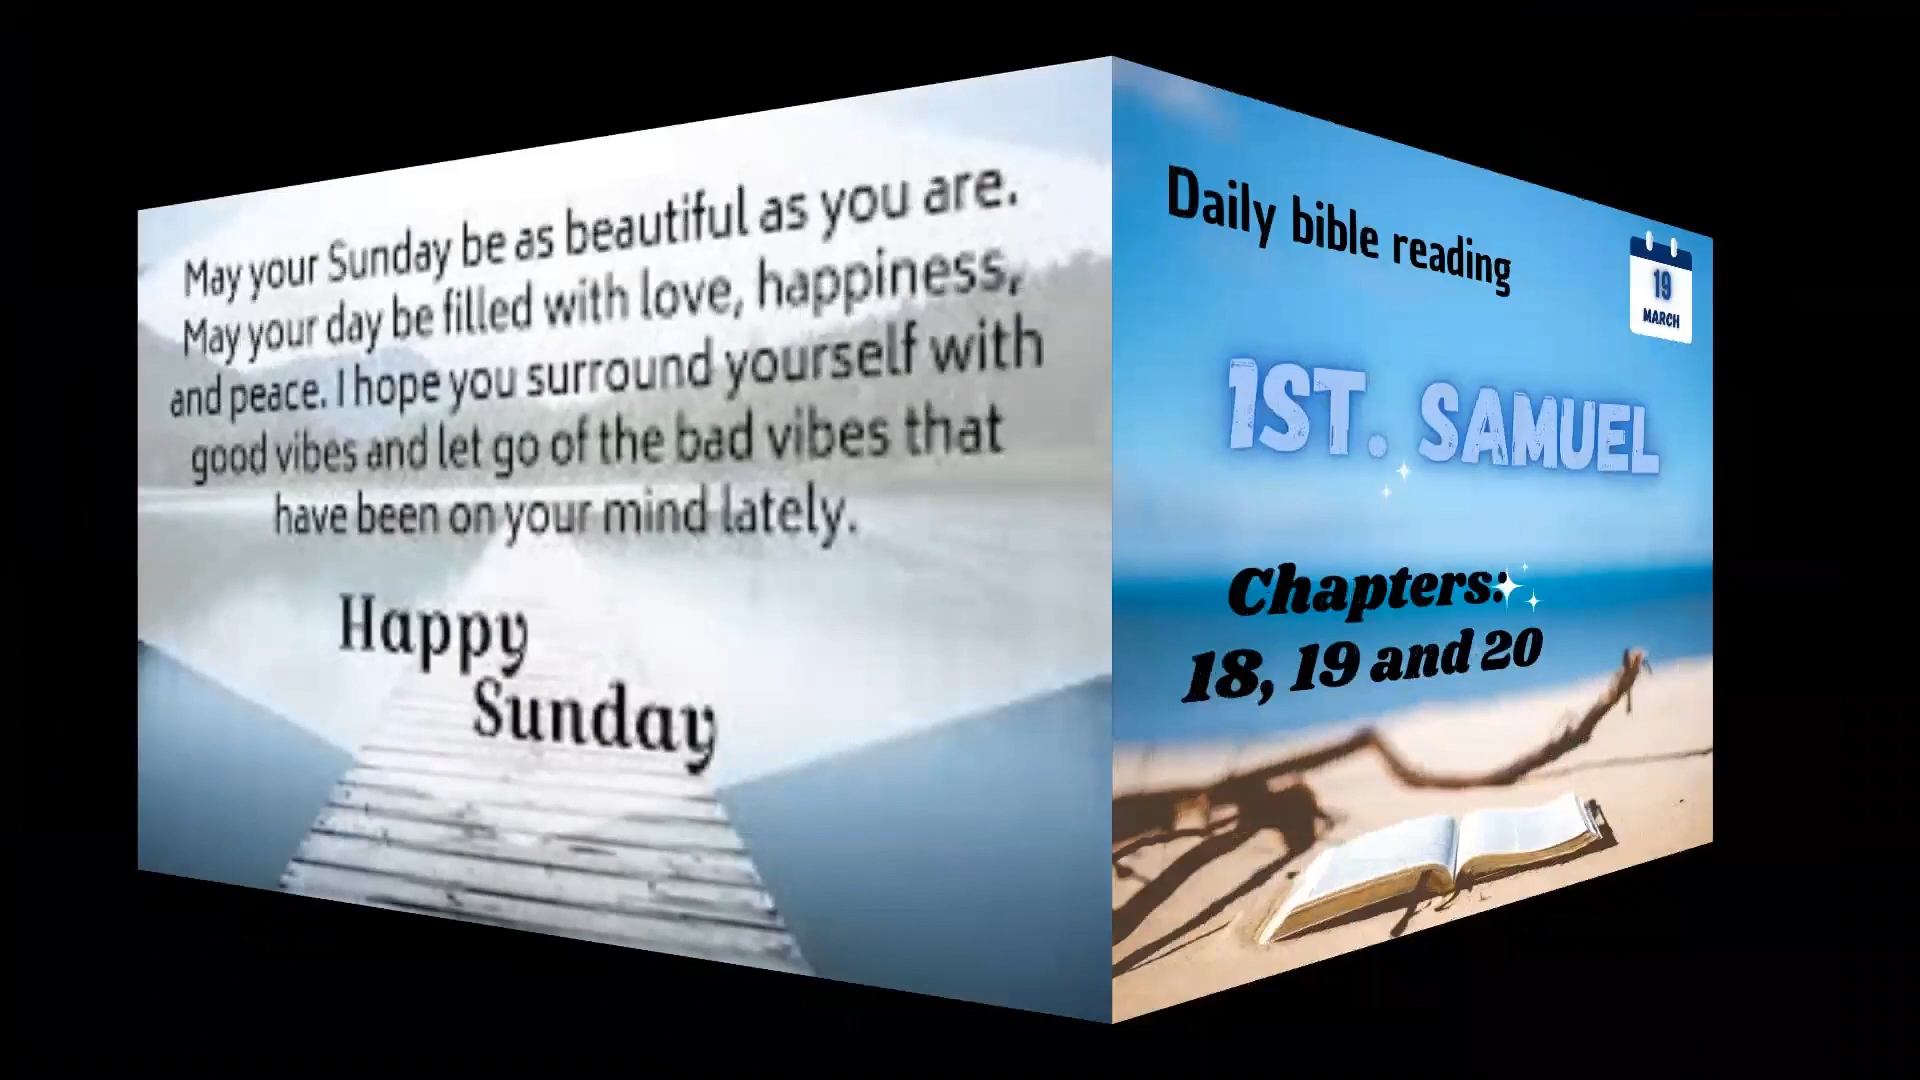 May your Sunday be as beautiful as you are.
May your day be filled with love, happiness,
and peace. I hope you surround yourself with
good vibes and let go of the bad vibes that
have been on your mind lately.
Happy
Sunday
Daily bible reading
19
MARCH
1ST. SAMUEL
Chapters:
18, 19 and 20